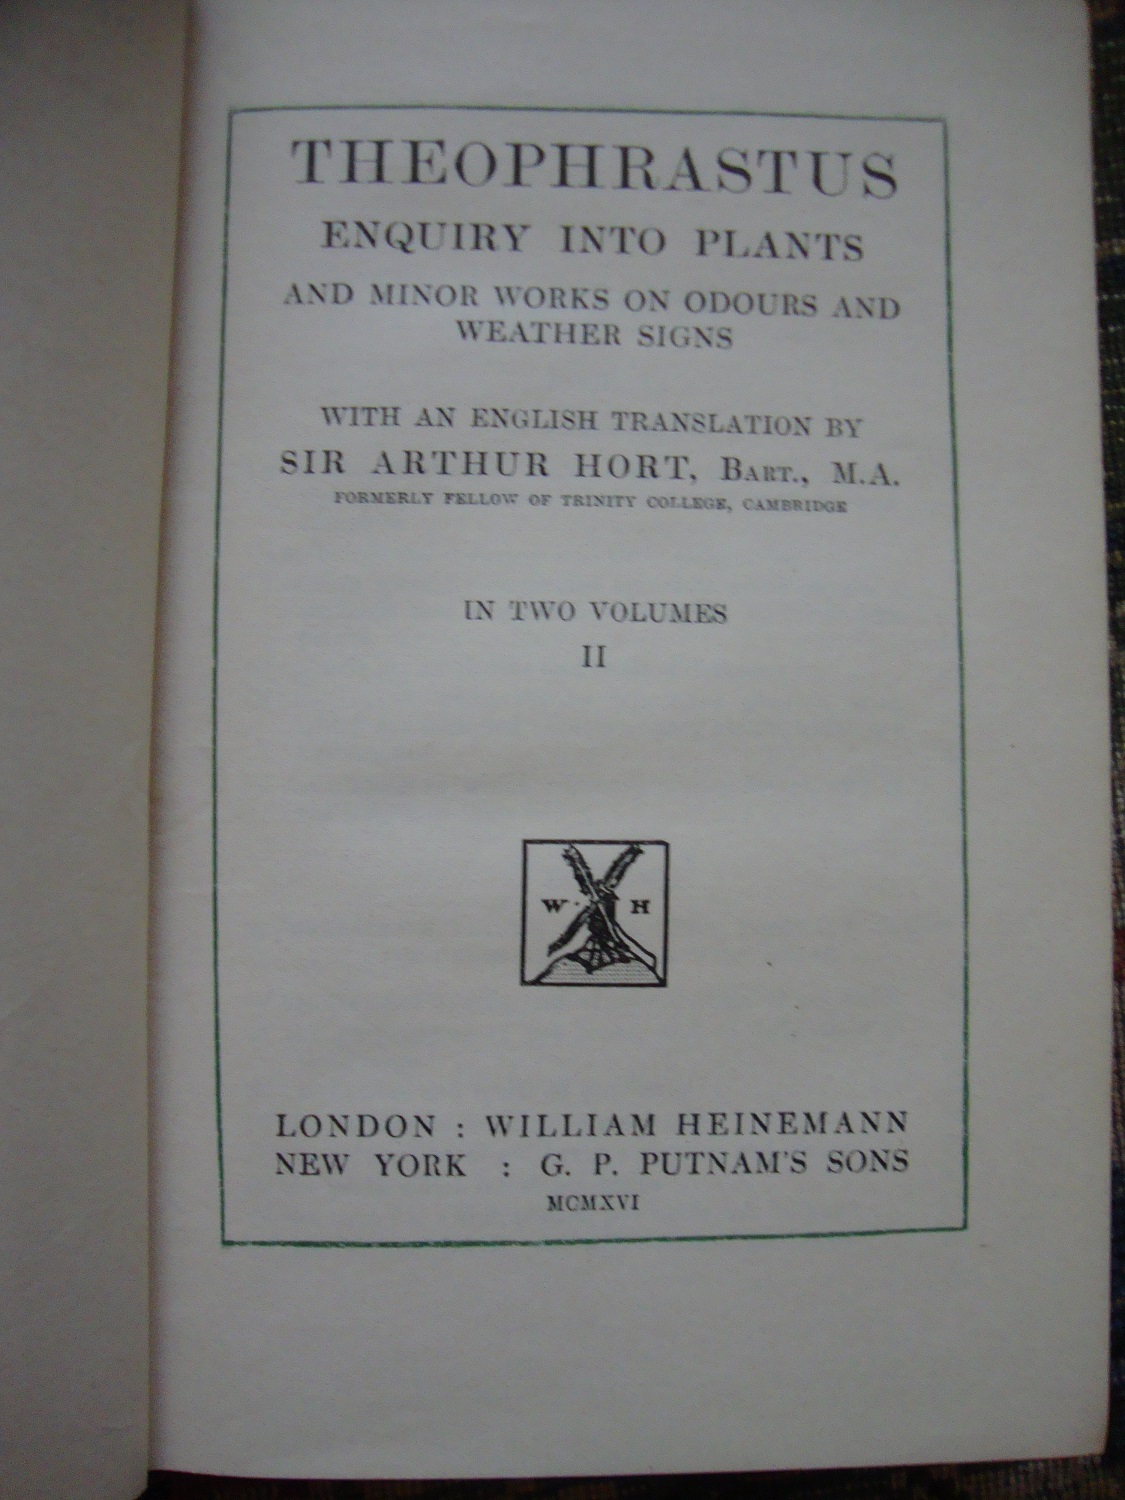 THEOPHRASTUS
ENQUIRY INTO PLANTS
AND MINOR WORKS ON ODOURS AND
WEATHER SIGNS
WITH AN ENGLISH TRANSLATION BY
SIR ARTHUR HORT, BART., M.A.
FORMERLY FELLOW OF TRINITY COLLEGE, CAMBRIDGE
IN TWO VOLUMES
II
W H
LONDON : WILLIAM HEINEMANN
NEW YORK : G. P. PUTNAM'S SONS
MCMXVI